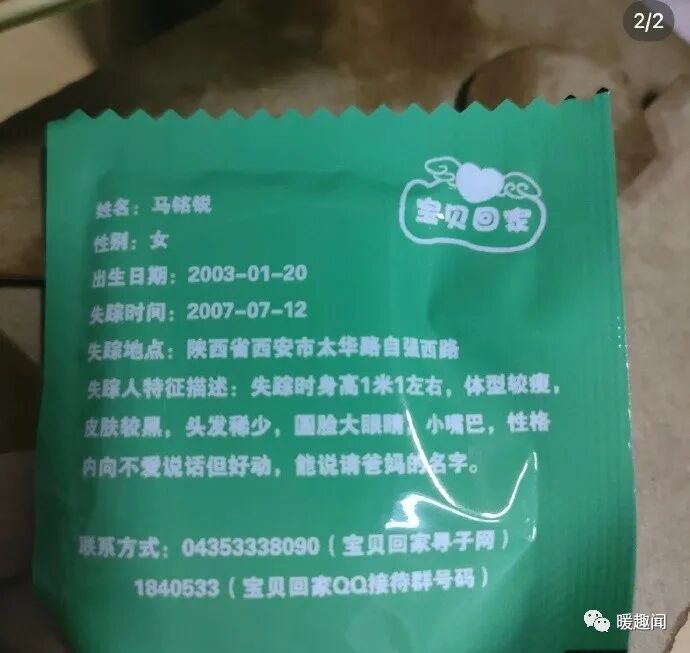 2/2
宝贝回家
姓名：马铭锐
性别：女
出生日期：2003-01-20
失踪时间：2007-07-12
失踪地点：陕西省西安市太华路自强西路
失踪人特征描述：失踪时身高1米1左右，体型较瘦，
皮肤较黑，头发稀少，圆脸大眼睛，小嘴巴，性格
内向不爱说话但好动，能说请爸妈的名字。
联系方式：04353338090（宝贝回家寻子网）
1840533（宝贝回家QQ接待群号码）
暖趣闻